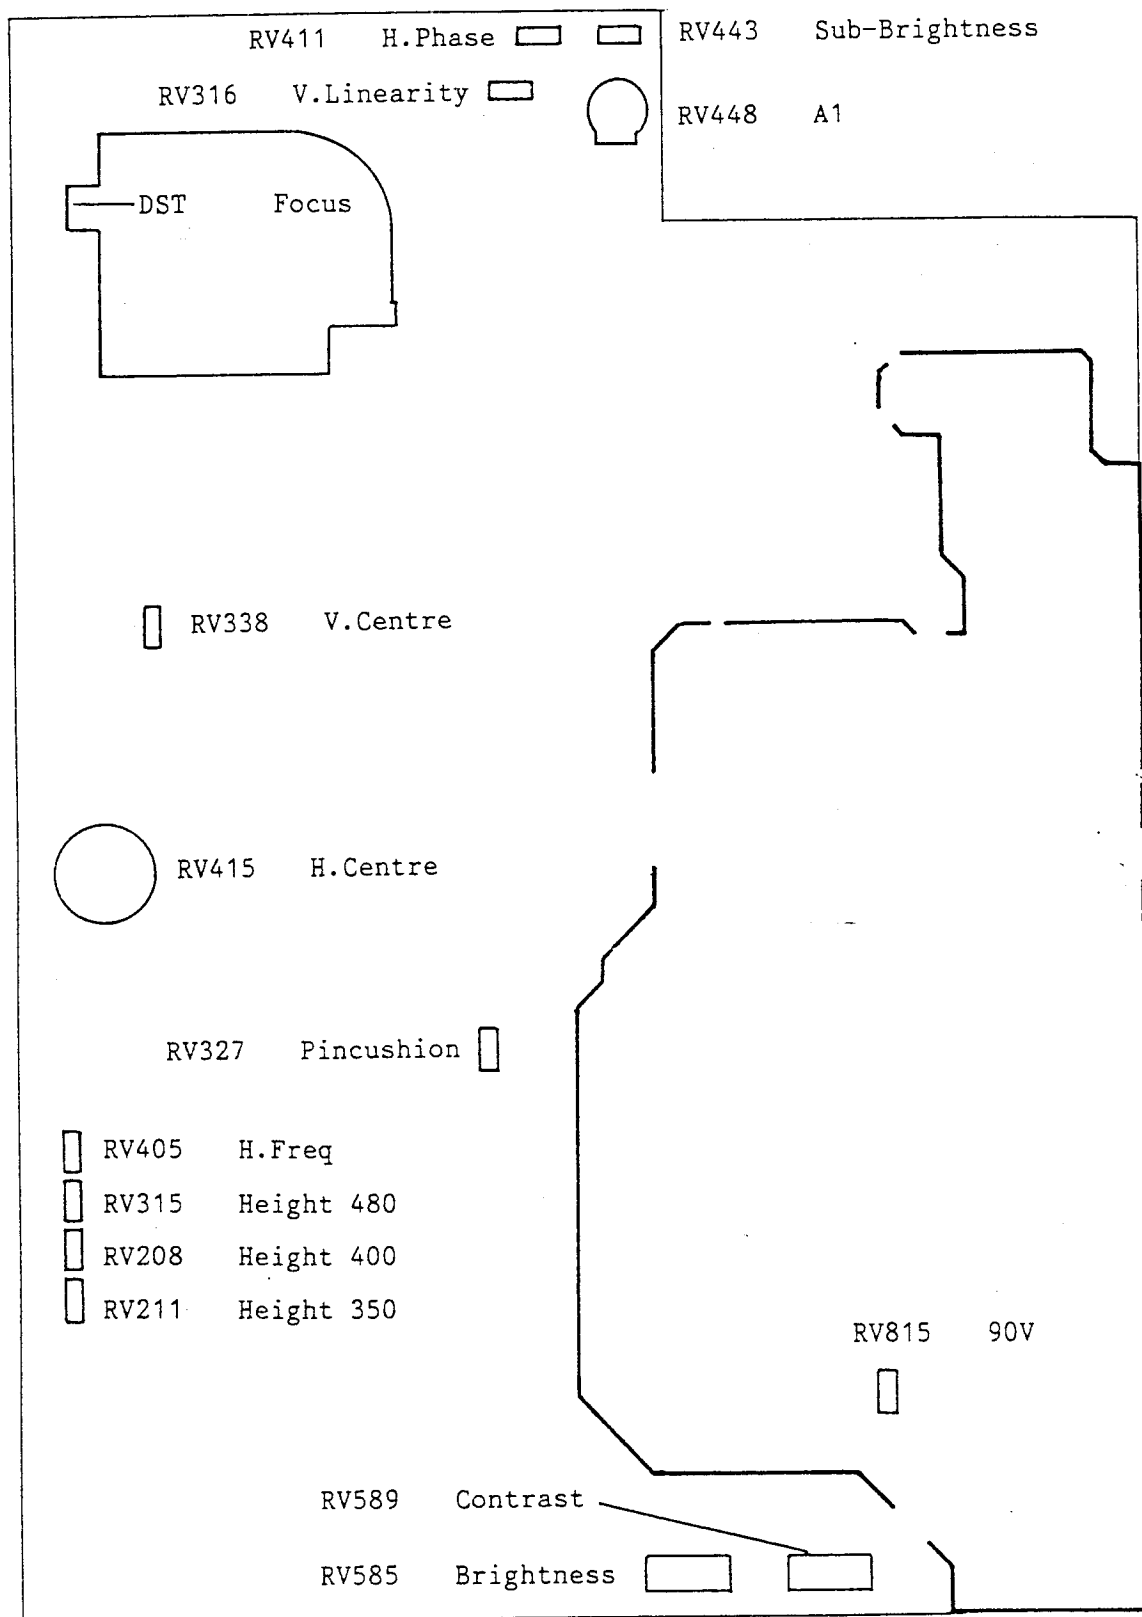 RV411 H.Phase
RV443 Sub-Brightness
RV316 V.Linearity
RV448 A1
DST Focus
RV338 V.Centre
RV415 H.Centre
RV327 Pincushion
RV405 H.Freq
RV315 Height 480
RV208 Height 400
RV211 Height 350
RV815 90V
RV589 Contrast
RV585 Brightness